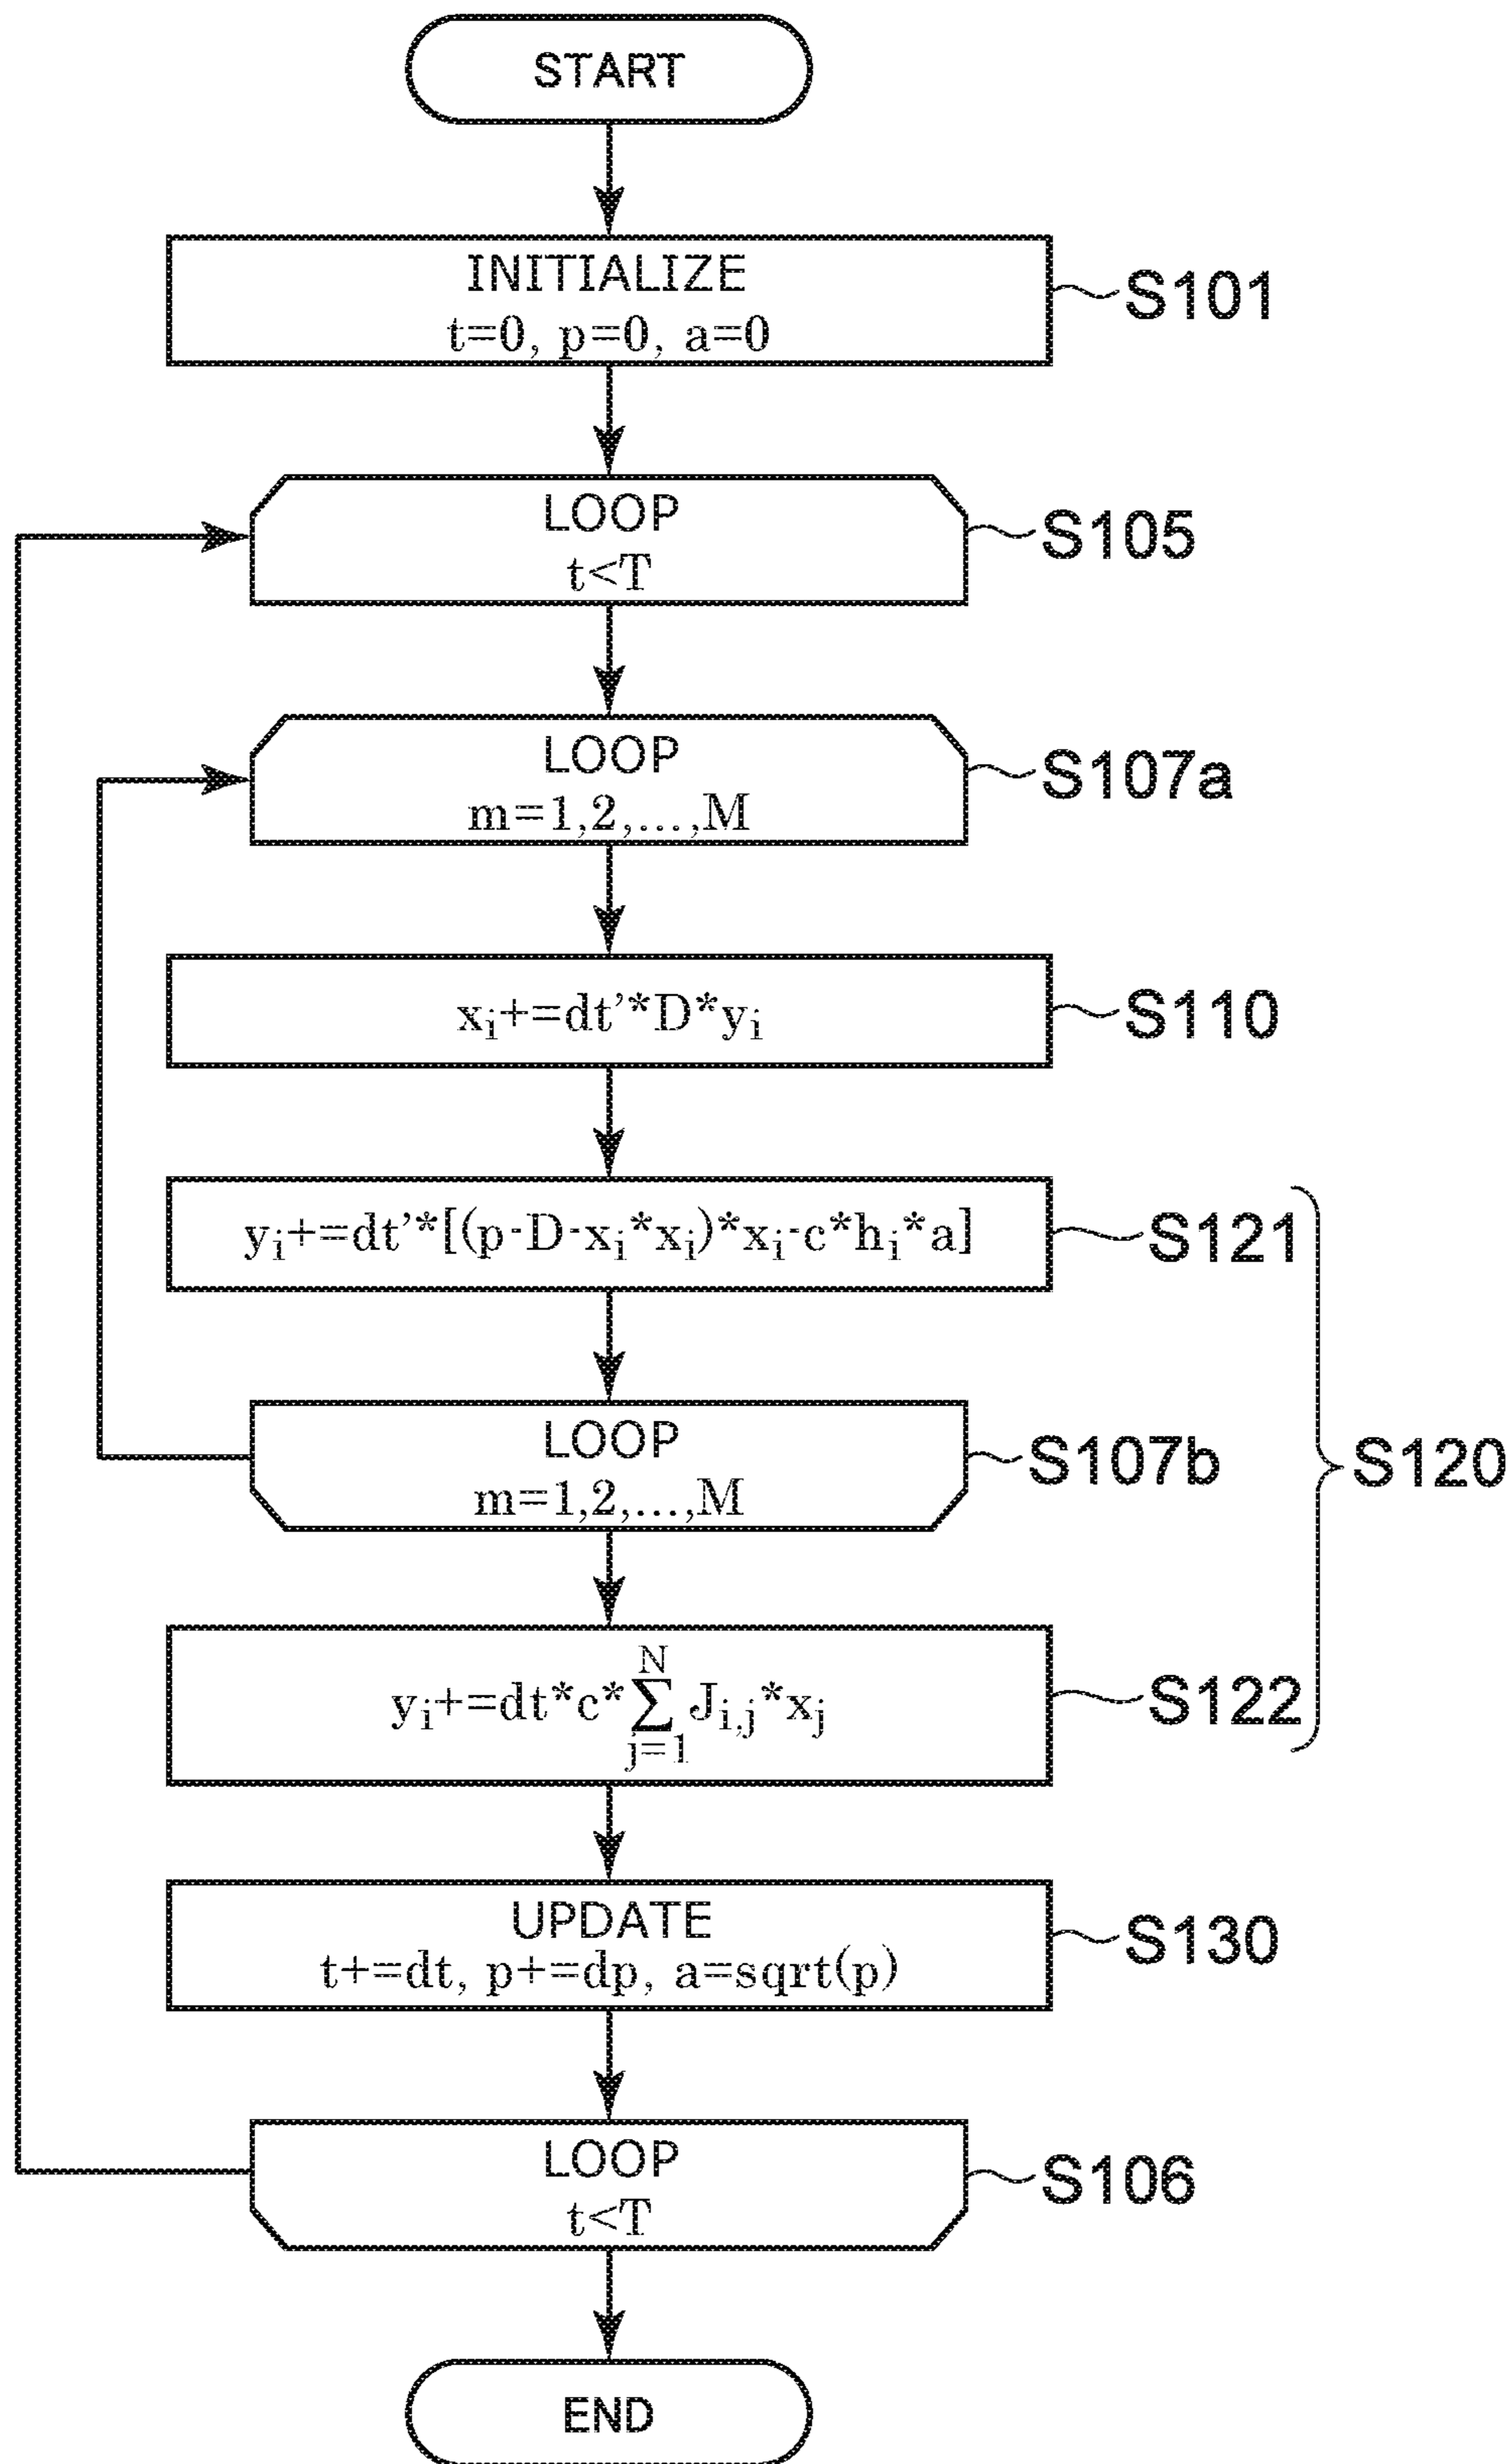 START
INITIALIZE
t=0, p=0, a=0
S101
LOOP
t<T
S105
LOOP
m=1,2,...,M
S107a
xᵢ+=dt'*D*yᵢ
S110
yᵢ+=dt'*[(p-D-xᵢ*xᵢ)*xᵢ-c*hᵢ*a]
S121
LOOP
m=1,2,...,M
S107b
S120
N
yᵢ+=dt*c*∑Jᵢ,ⱼ*xⱼ
j=1
S122
UPDATE
t+=dt, p+=dp, a=sqrt(p)
S130
LOOP
t<T
S106
END